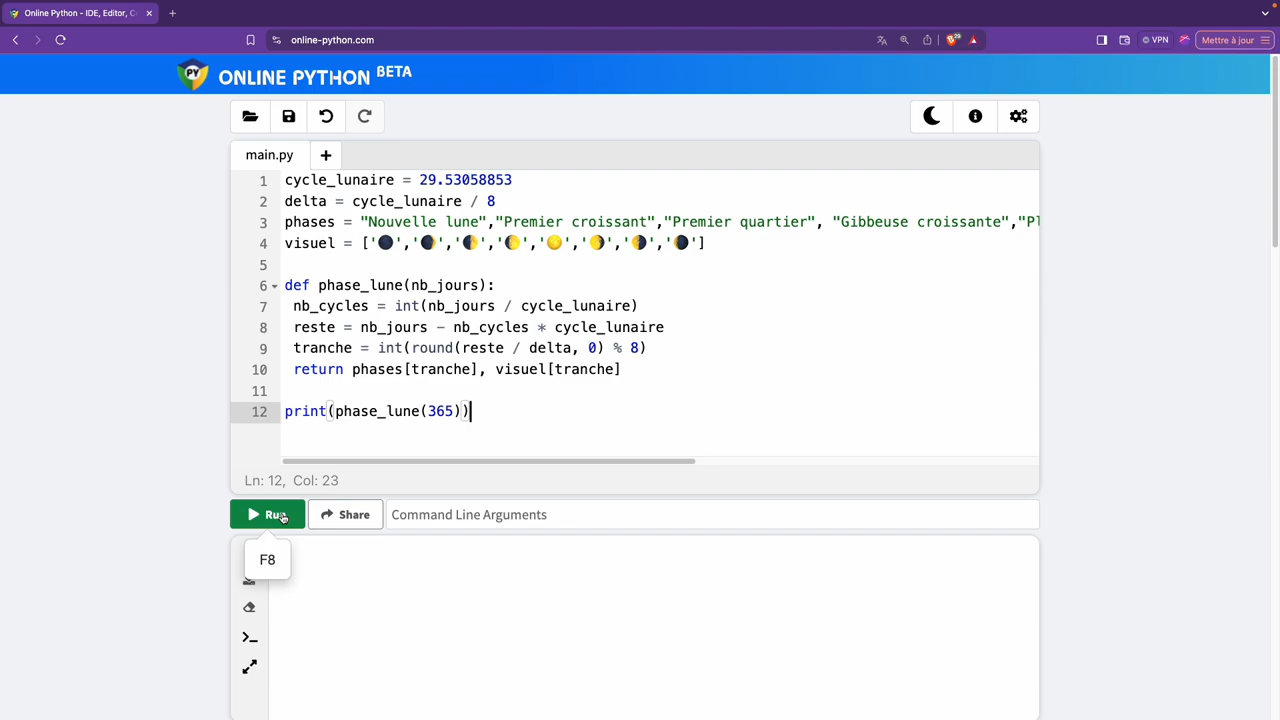 Online Python - IDE, Editor, C
online-python.com
29
VPN
Mettre à jour
PY
ONLINE PYTHON BETA
main.py
1 cycle_lunaire = 29.53058853
2 delta = cycle_lunaire / 8
3 phases = "Nouvelle lune","Premier croissant","Premier quartier", "Gibbeuse croissante","Pl
4 visuel = ['🌑','🌒','🌓','🌔','🌕','🌖','🌗','🌘']
5
6 def phase_lune(nb_jours):
7 nb_cycles = int(nb_jours / cycle_lunaire)
8 reste = nb_jours - nb_cycles * cycle_lunaire
9 tranche = int(round(reste / delta, 0) % 8)
10 return phases[tranche], visuel[tranche]
11
12 print(phase_lune(365))
Ln: 12, Col: 23
Run
Share
Command Line Arguments
F8